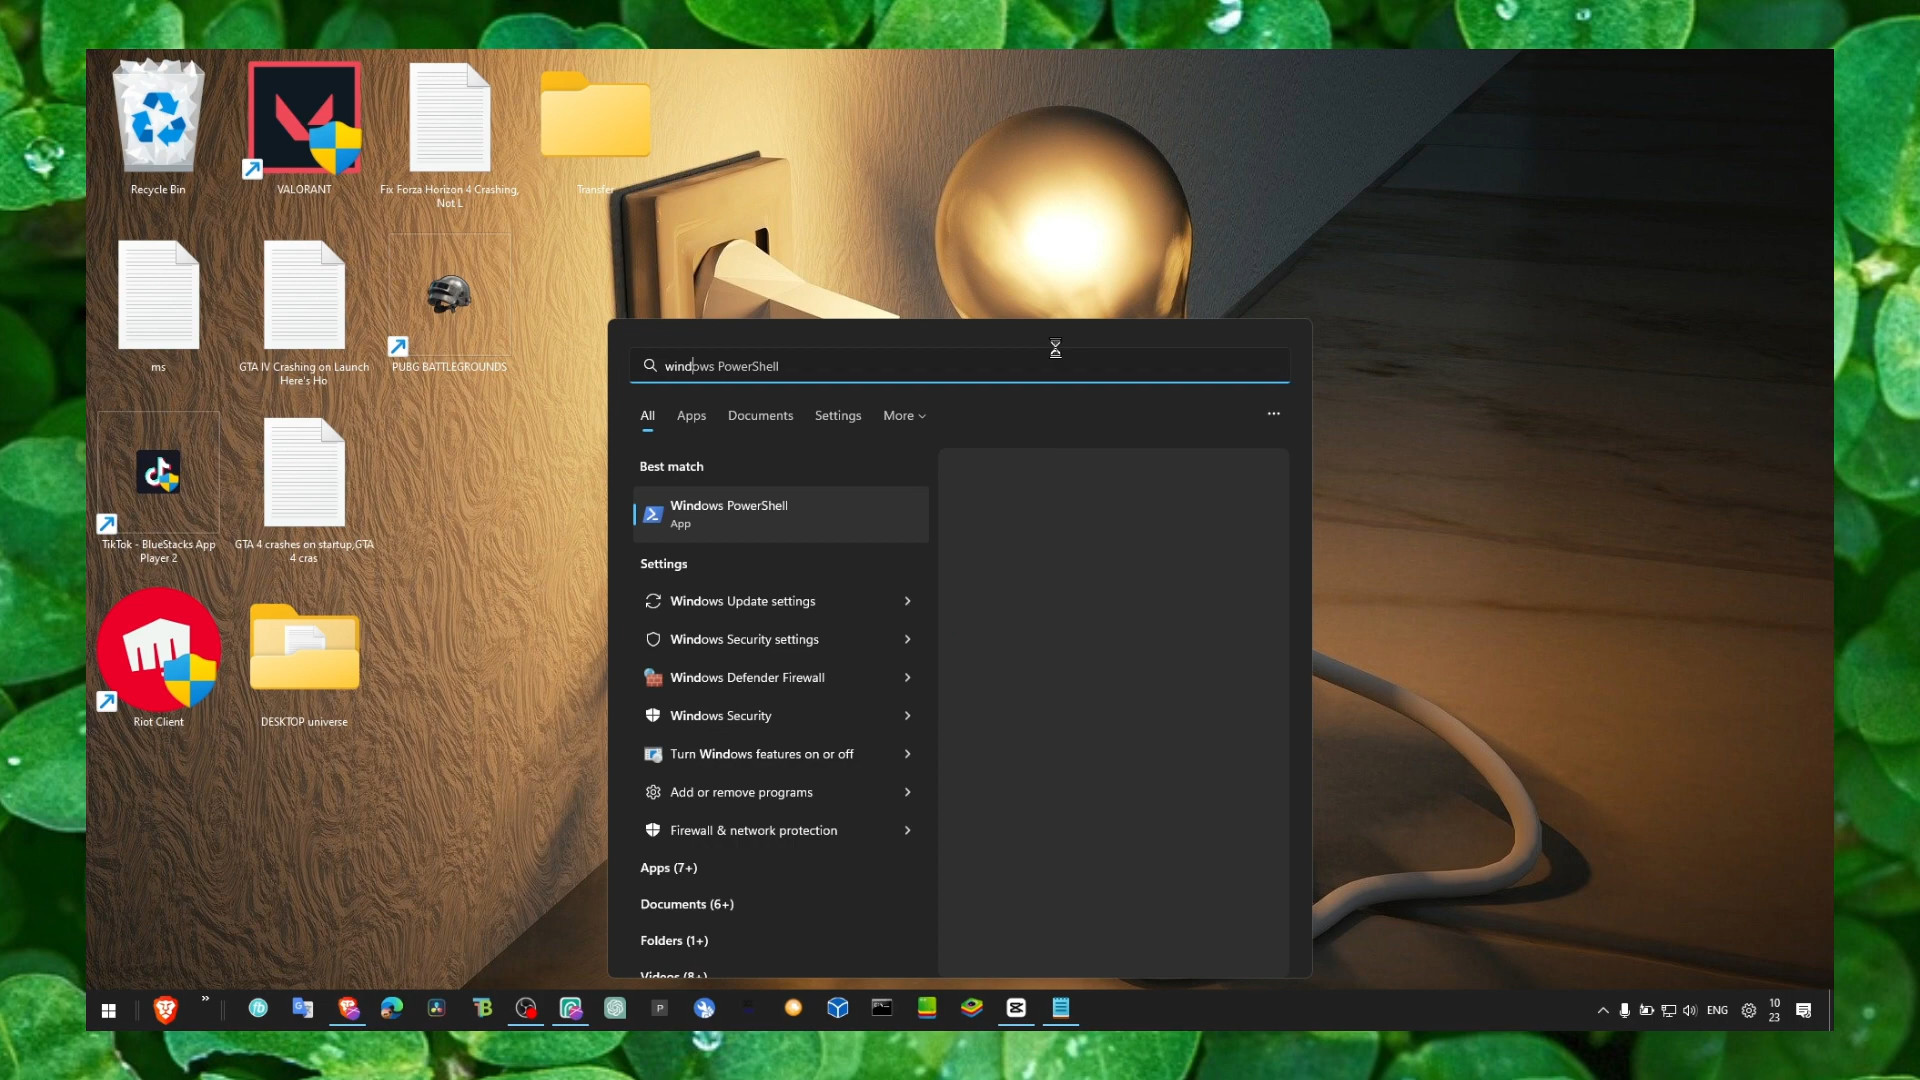 Recycle Bin
VALORANT
Fix Forza Horizon 4 Crashing,
Not L
Transfer
ms
GTA IV Crashing on Launch
Here's Ho
PUBG BATTLEGROUNDS
TikTok - BlueStacks App
Player 2
GTA 4 crashes on startup,GTA
4 cras
Riot Client
DESKTOP universe
windows PowerShell
All
Apps
Documents
Settings
More
Best match
Windows PowerShell
App
Settings
Windows Update settings
Windows Security settings
Windows Defender Firewall
Windows Security
Turn Windows features on or off
Add or remove programs
Firewall & network protection
Apps (7+)
Documents (6+)
Folders (1+)
Videos (8+)
ENG
10
23